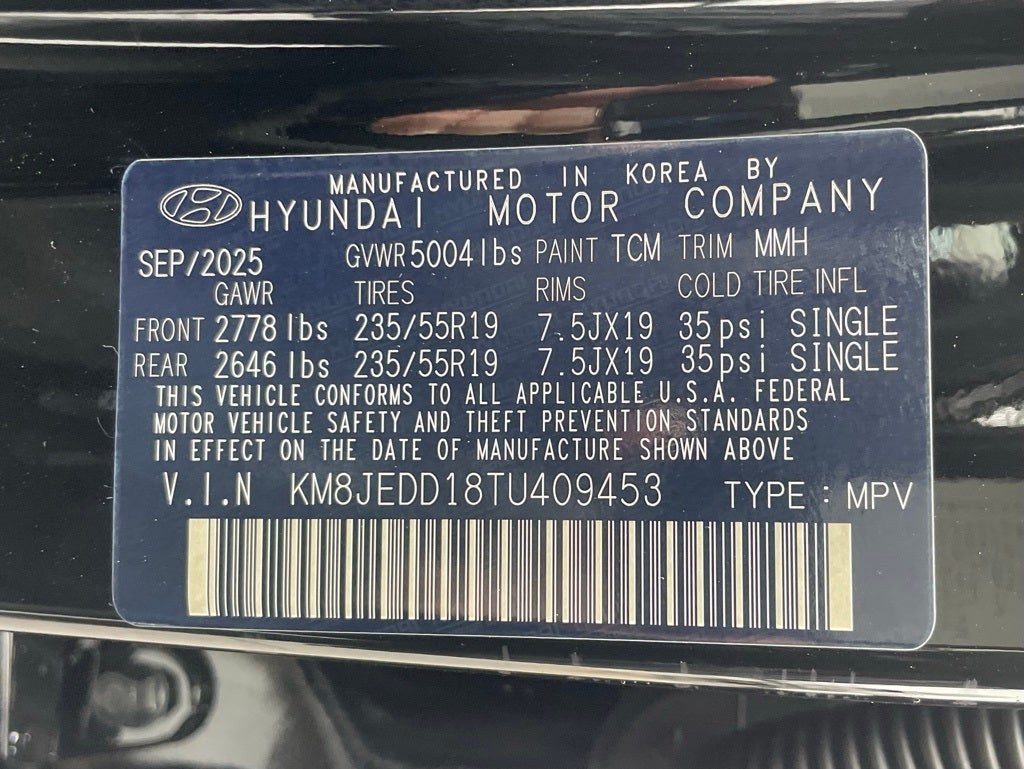 MANUFACTURED IN KOREA BY
HYUNDAI MOTOR COMPANY
SEP/2025 GVWR 5004 lbs PAINT TCM TRIM MMH
GAWR TIRES RIMS COLD TIRE INFL
FRONT 2778 lbs 235/55R19 7.5JX19 35psi SINGLE
REAR 2646 lbs 235/55R19 7.5JX19 35psi SINGLE
THIS VEHICLE CONFORMS TO ALL APPLICABLE U.S.A. FEDERAL
MOTOR VEHICLE SAFETY AND THEFT PREVENTION STANDARDS
IN EFFECT ON THE DATE OF MANUFACTURE SHOWN ABOVE
V.I.N KM8JEDD18TU409453 TYPE : MPV